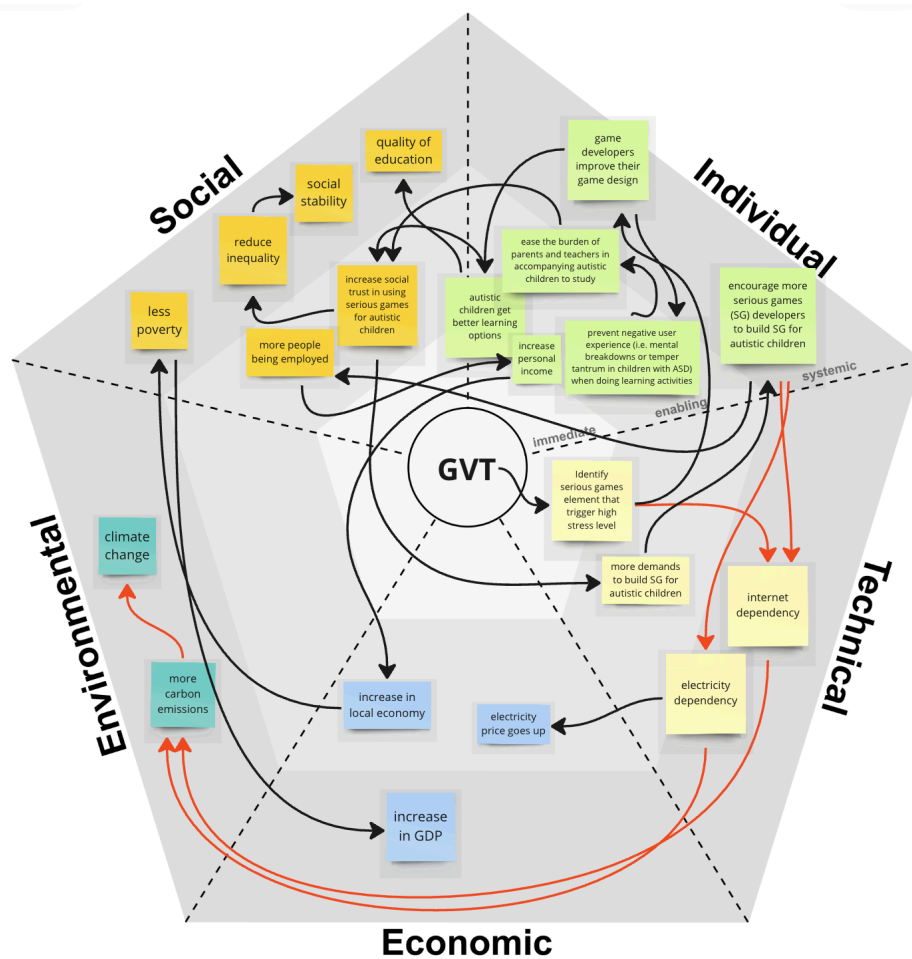 Social
Individual
Environmental
Technical
Economic
quality of
education
social
stability
reduce
inequality
less
poverty
increase social
trust in using
serious games
for autistic
children
more people
being employed
game
developers
improve their
game design
ease the burden of
parents and teachers in
accompanying autistic
children to study
autistic
children get
better learning
options
increase
personal
income
prevent negative user
experience (i.e. mental
breakdowns or temper
tantrum in children with ASD)
when doing learning activities
encourage more
serious games
(SG) developers
to build SG for
autistic children
systemic
enabling
immediate
GVT
Identify
serious games
element that
trigger high
stress level
more demands
to build SG for
autistic children
internet
dependency
electricity
dependency
climate
change
more
carbon
emissions
increase in
local economy
electricity
price goes up
increase
in GDP